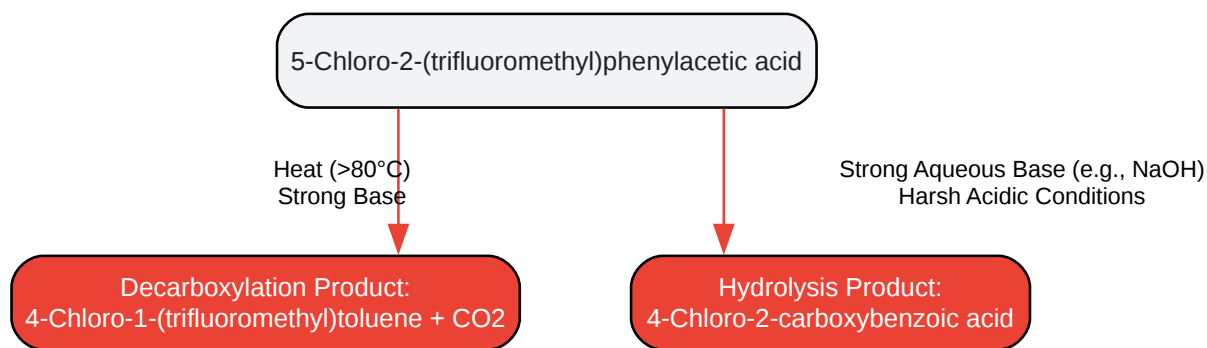 5-Chloro-2-(trifluoromethyl)phenylacetic acid
Heat (>80°C)
Strong Base
Strong Aqueous Base (e.g., NaOH)
Harsh Acidic Conditions
Decarboxylation Product:
4-Chloro-1-(trifluoromethyl)toluene + CO2
Hydrolysis Product:
4-Chloro-2-carboxybenzoic acid